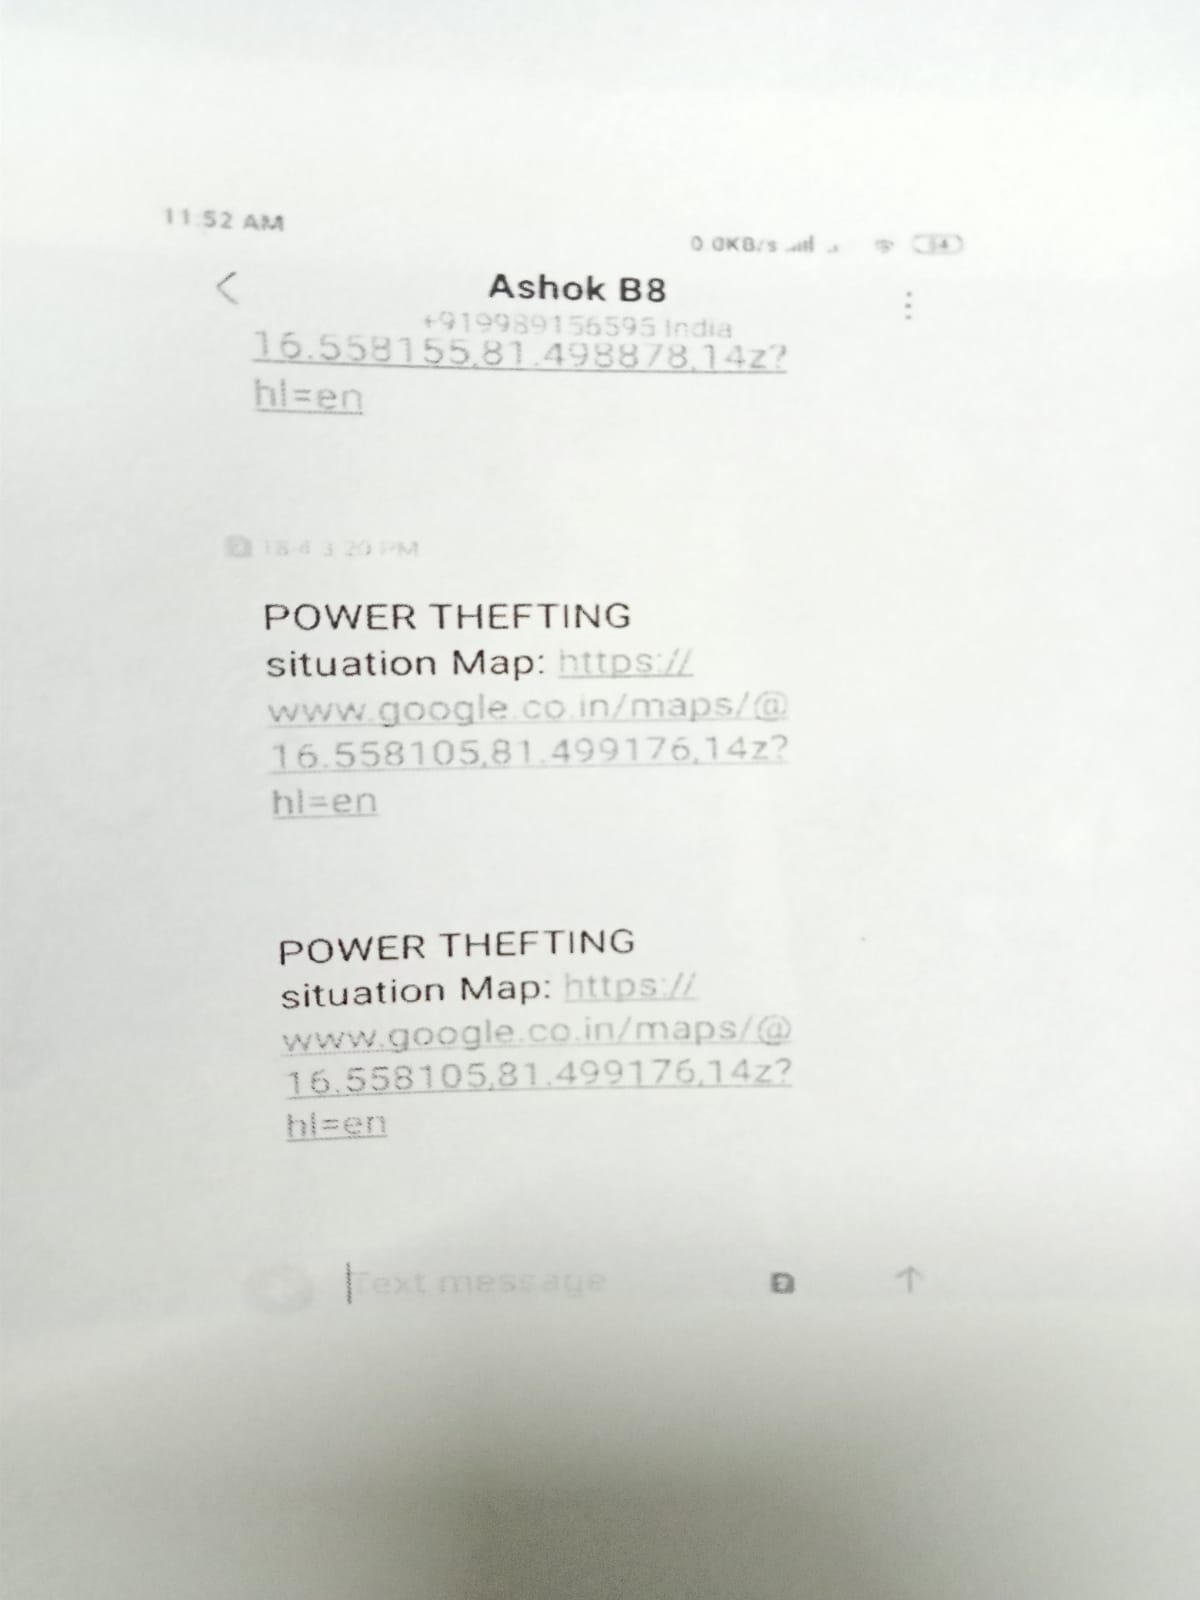 11:52 AM
0.0KB/s
Ashok B8
+919989156595 India
16.558155,81.498878,14z?
hl=en
18-4 3:20 PM
POWER THEFTING
situation Map: https://
www.google.co.in/maps/@
16.558105,81.499176,14z?
hl=en
POWER THEFTING
situation Map: https://
www.google.co.in/maps/@
16.558105,81.499176,14z?
hl=en
Text message